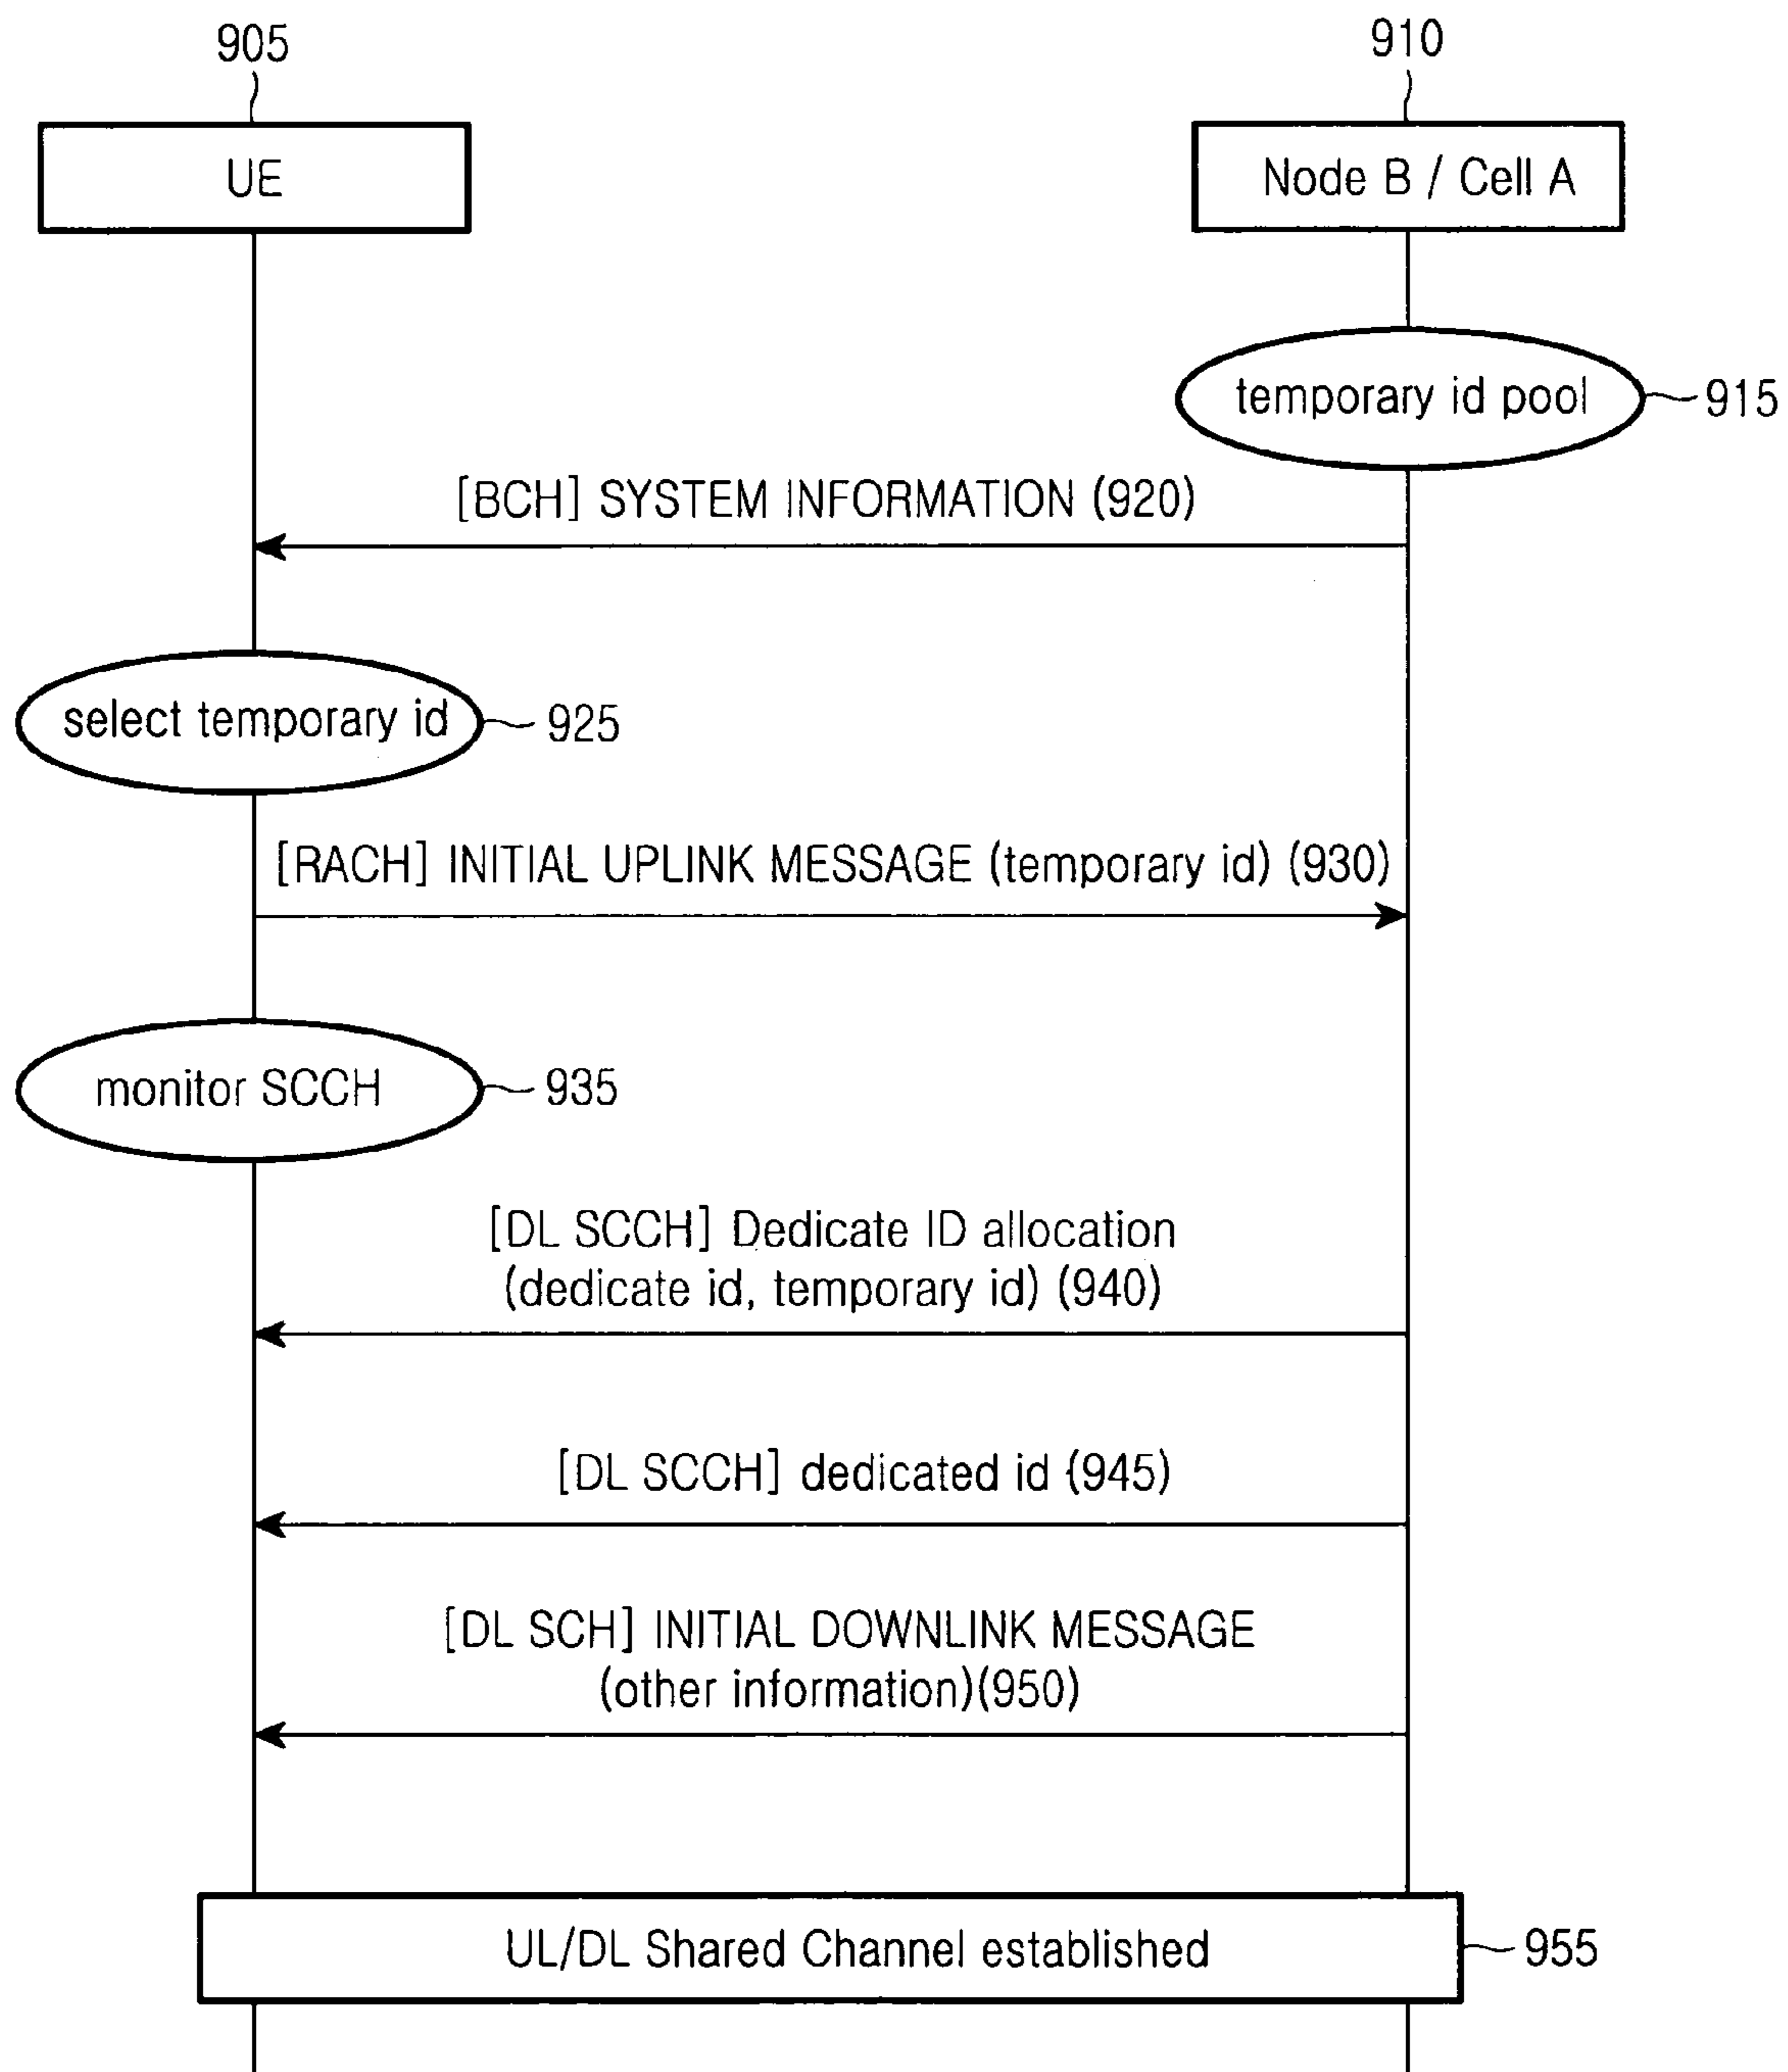 905
910
UE
Node B / Cell A
temporary id pool
915
[BCH] SYSTEM INFORMATION (920)
select temporary id
925
[RACH] INITIAL UPLINK MESSAGE (temporary id) (930)
monitor SCCH
935
[DL SCCH] Dedicate ID allocation
(dedicate id, temporary id) (940)
[DL SCCH] dedicated id (945)
[DL SCH] INITIAL DOWNLINK MESSAGE
(other information)(950)
UL/DL Shared Channel established
955